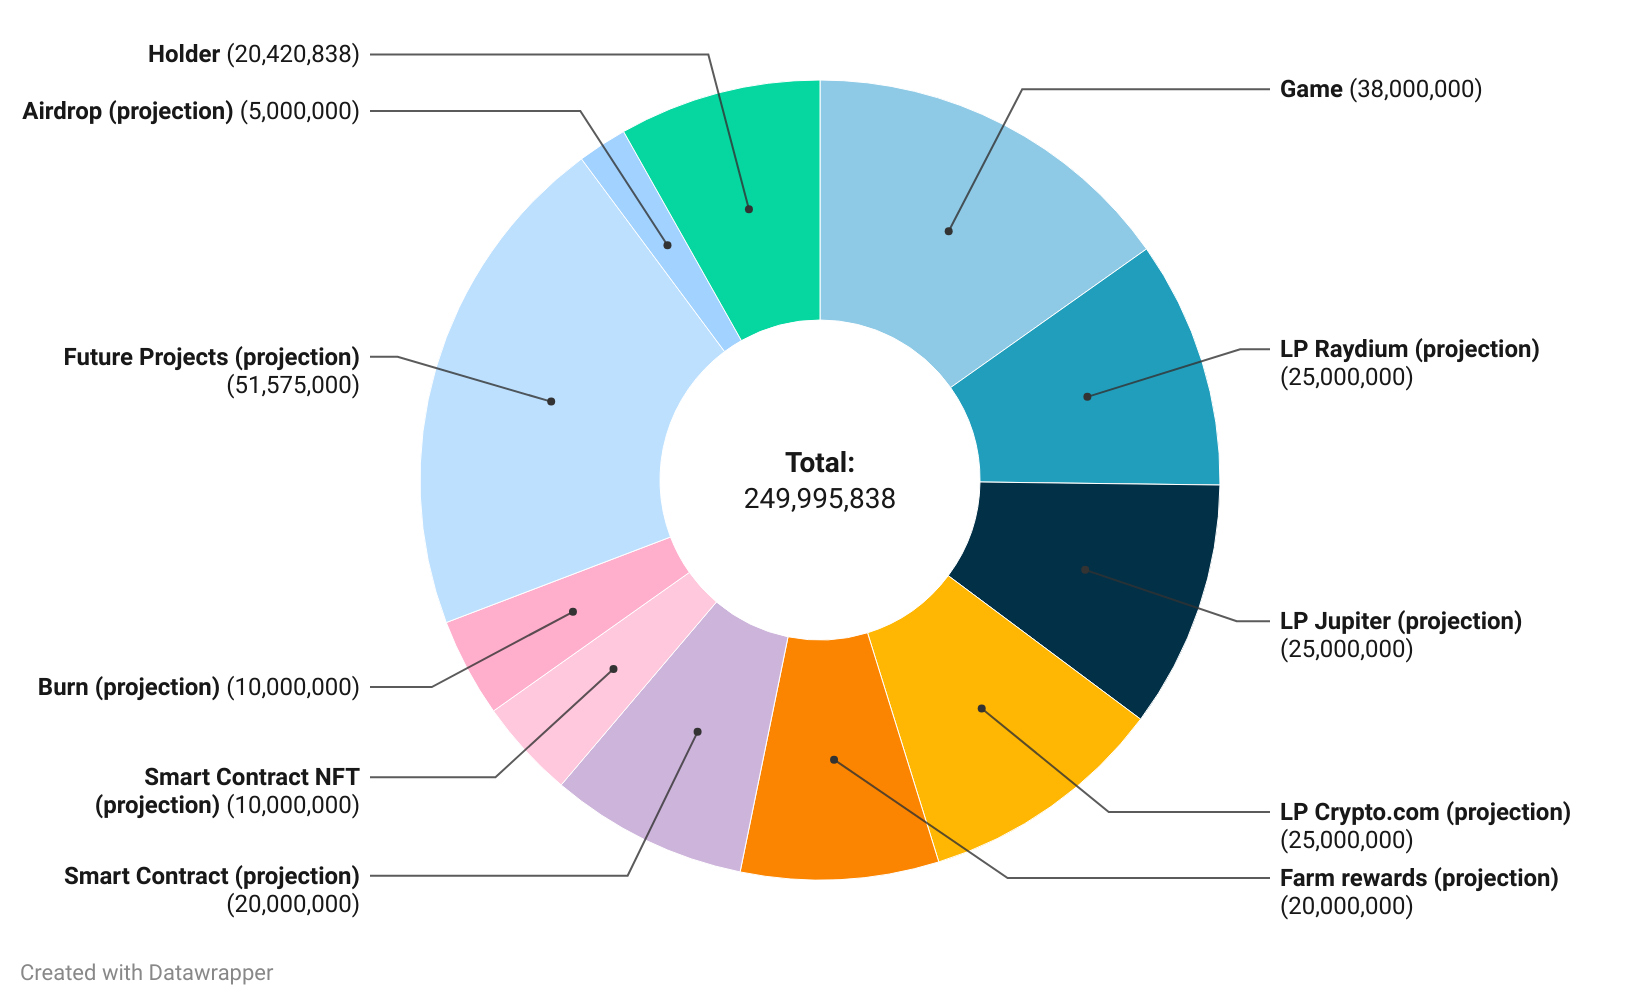 Holder (20,420,838)
Airdrop (projection) (5,000,000)
Future Projects (projection)
(51,575,000)
Burn (projection) (10,000,000)
Smart Contract NFT
(projection) (10,000,000)
Smart Contract (projection)
(20,000,000)
Total:
249,995,838
Game (38,000,000)
LP Raydium (projection)
(25,000,000)
LP Jupiter (projection)
(25,000,000)
LP Crypto.com (projection)
(25,000,000)
Farm rewards (projection)
(20,000,000)
Created with Datawrapper